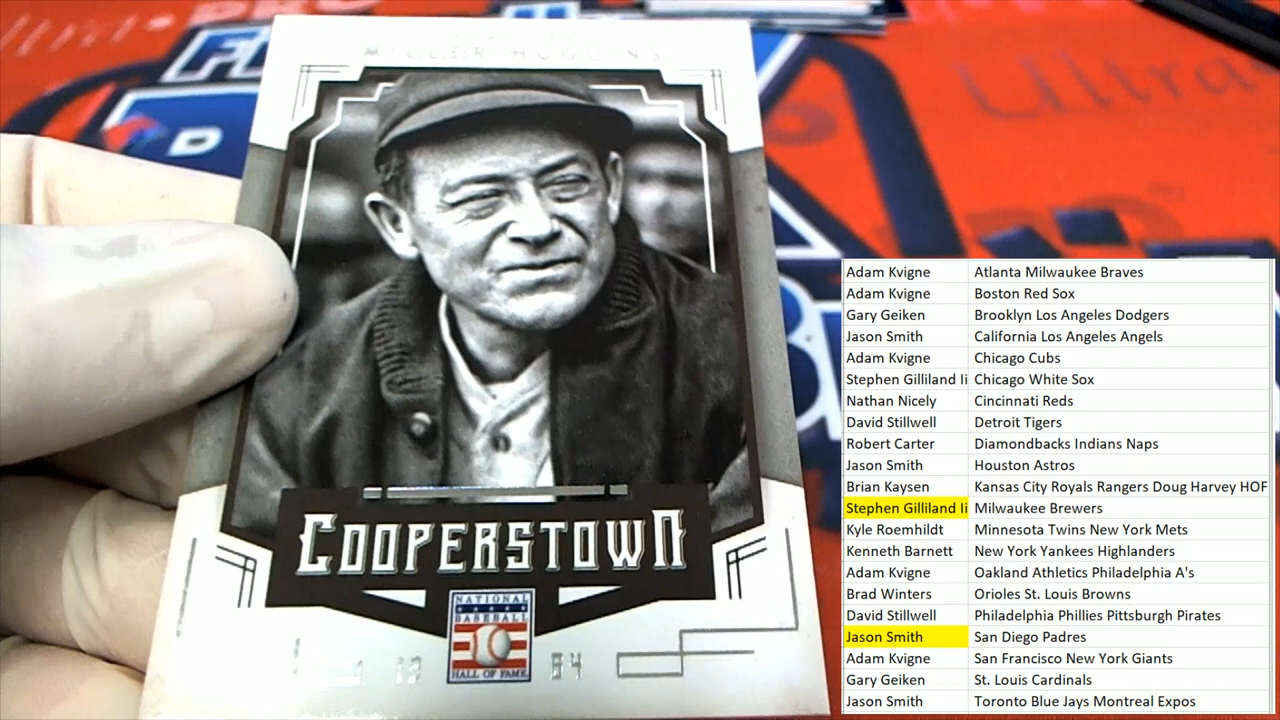 MILLER HUGGINS
COOPERSTOWN
NATIONAL
BASEBALL
HALL OF FAME
19 64
Ultra
Adam Kvigne Atlanta Milwaukee Braves
Adam Kvigne Boston Red Sox
Gary Geiken Brooklyn Los Angeles Dodgers
Jason Smith California Los Angeles Angels
Adam Kvigne Chicago Cubs
Stephen Gilliland Ii Chicago White Sox
Nathan Nicely Cincinnati Reds
David Stillwell Detroit Tigers
Robert Carter Diamondbacks Indians Naps
Jason Smith Houston Astros
Brian Kaysen Kansas City Royals Rangers Doug Harvey HOF
Stephen Gilliland Ii Milwaukee Brewers
Kyle Roemhildt Minnesota Twins New York Mets
Kenneth Barnett New York Yankees Highlanders
Adam Kvigne Oakland Athletics Philadelphia A's
Brad Winters Orioles St. Louis Browns
David Stillwell Philadelphia Phillies Pittsburgh Pirates
Jason Smith San Diego Padres
Adam Kvigne San Francisco New York Giants
Gary Geiken St. Louis Cardinals
Jason Smith Toronto Blue Jays Montreal Expos